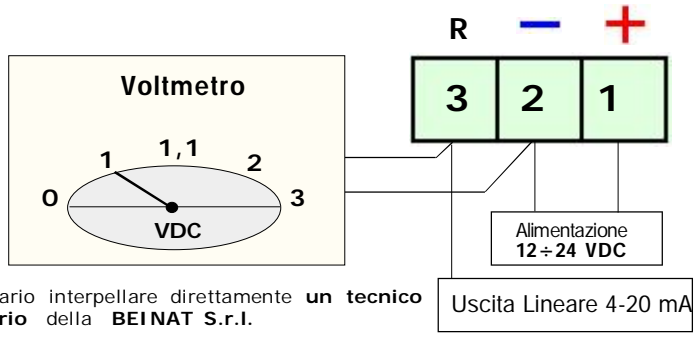 R − +
3 2 1
Voltmetro
0 1 1,1 2 3
VDC
Alimentazione
12÷24 VDC
Uscita Lineare 4-20 mA
ario interpellare direttamente un tecnico
rio della BEINAT S.r.l.